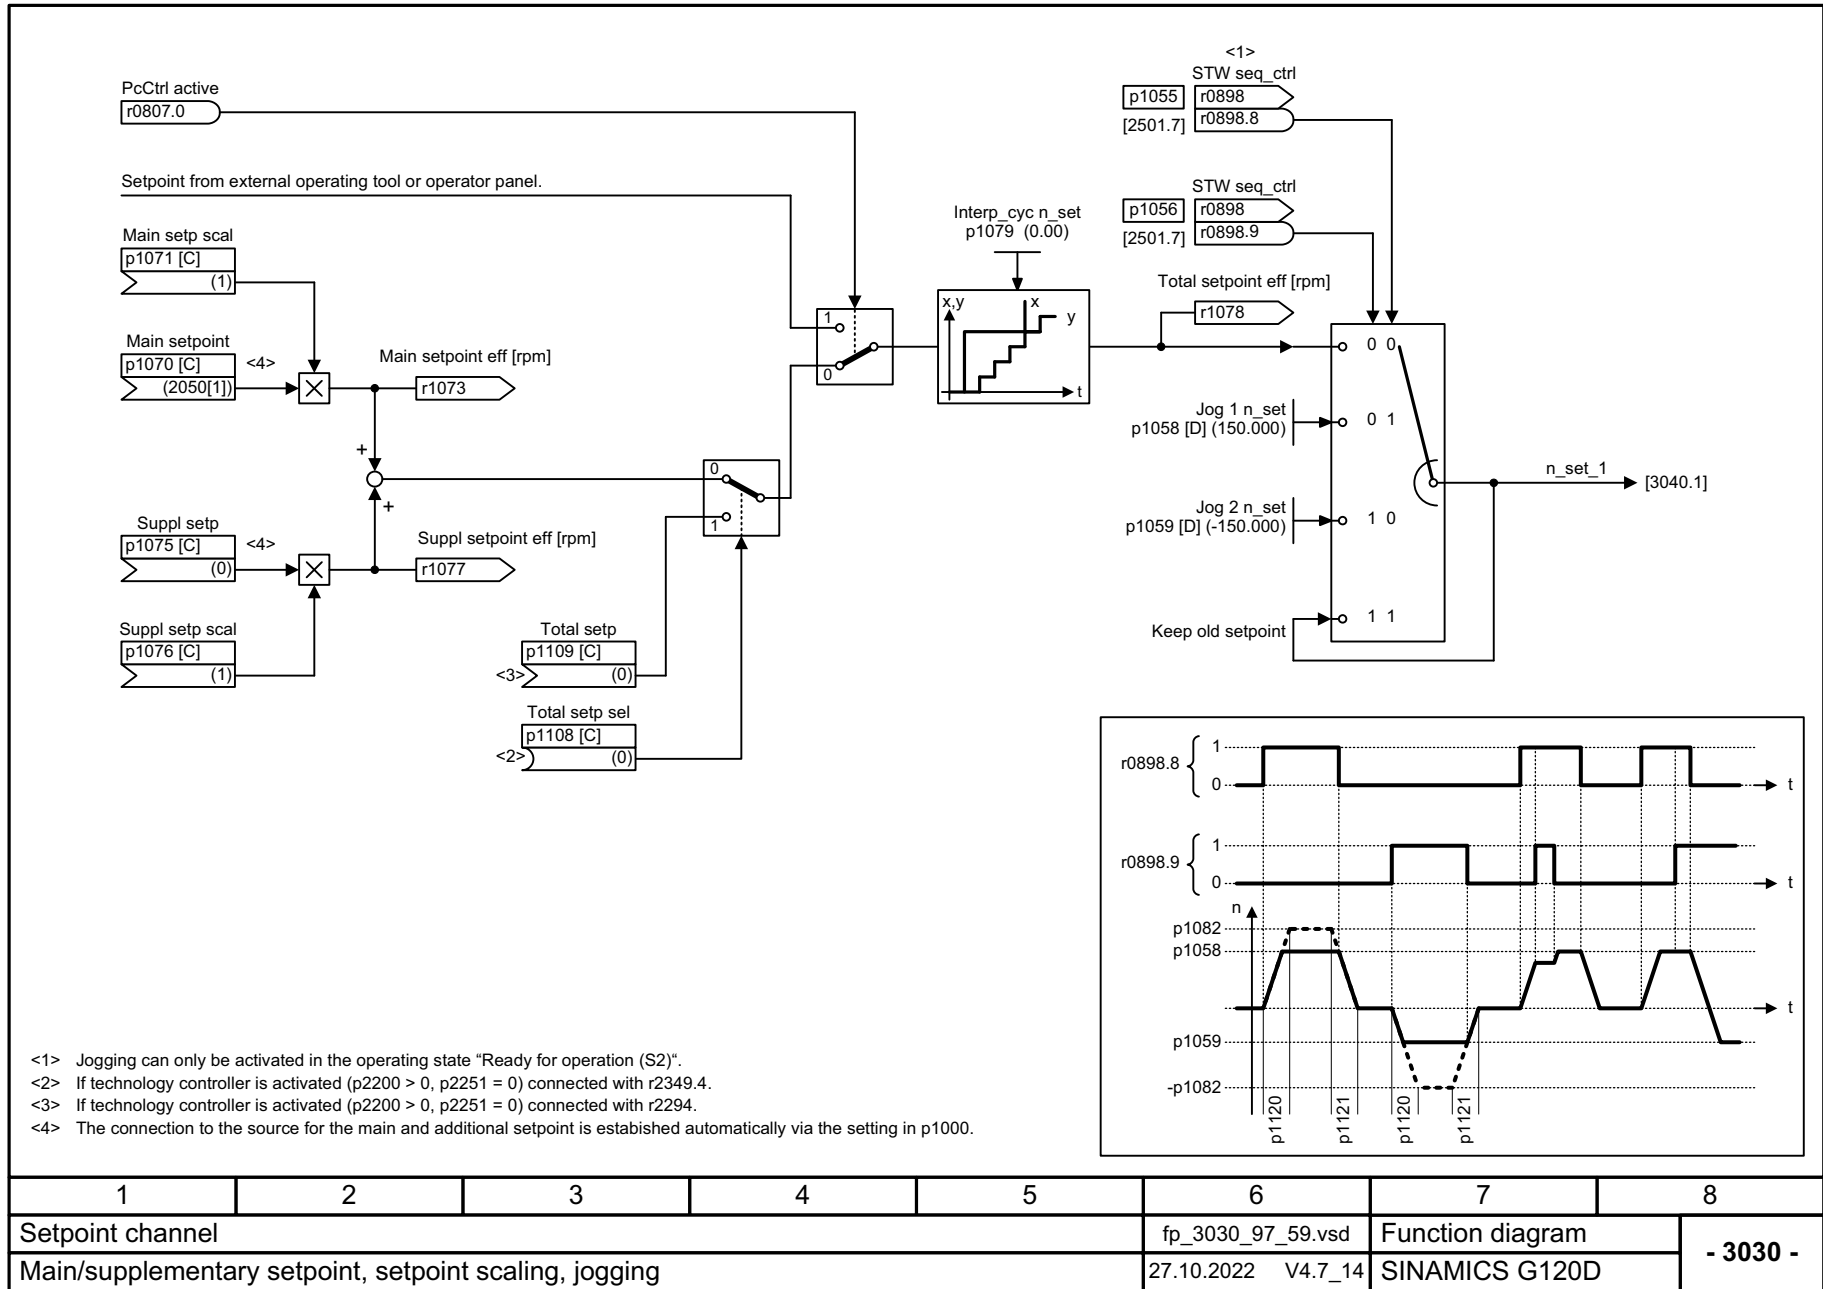 <1>
STW seq_ctrl
p1055 r0898
[2501.7] r0898.8
PcCtrl active
r0807.0
Setpoint from external operating tool or operator panel.
STW seq_ctrl
p1056 r0898
[2501.7] r0898.9
Interp_cyc n_set
p1079 (0.00)
Main setp scal
p1071 [C]
(1)
Total setpoint eff [rpm]
r1078
x,y x
y
t
1
0
Main setpoint
p1070 [C] <4>
(2050[1])
Main setpoint eff [rpm]
r1073
0 0
Jog 1 n_set
p1058 [D] (150.000)
0 1
+
+
0
1
n_set_1
[3040.1]
Jog 2 n_set
p1059 [D] (-150.000)
1 0
Suppl setp
p1075 [C] <4>
(0)
Suppl setpoint eff [rpm]
r1077
Suppl setp scal
p1076 [C]
(1)
Total setp
p1109 [C]
<3> (0)
Keep old setpoint
1 1
Total setp sel
p1108 [C]
<2> (0)
r0898.8 1
0 t
r0898.9 1
0 t
n
p1082
p1058
t
p1059
-p1082
p1120 p1121 p1120 p1121
<1> Jogging can only be activated in the operating state “Ready for operation (S2)“.
<2> If technology controller is activated (p2200 > 0, p2251 = 0) connected with r2349.4.
<3> If technology controller is activated (p2200 > 0, p2251 = 0) connected with r2294.
<4> The connection to the source for the main and additional setpoint is estabished automatically via the setting in p1000.
1 2 3 4 5 6 7 8
Setpoint channel fp_3030_97_59.vsd Function diagram
- 3030 -
Main/supplementary setpoint, setpoint scaling, jogging 27.10.2022 V4.7_14 SINAMICS G120D